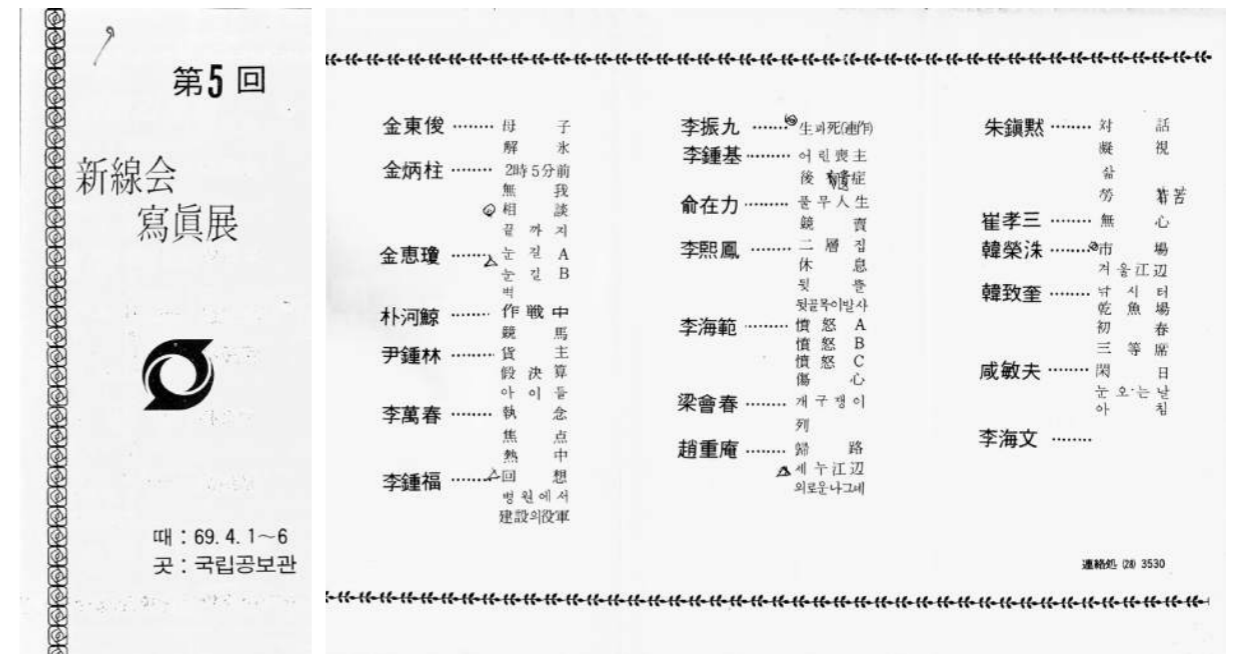 第5回
新線会
寫眞展
때 : 69. 4. 1~6
곳 : 국립공보관
金東俊 ········ 母 子
解 氷
金炳柱 ········ 2時5分前
無 我
相 談
끝 까 지
金惠瓊 ········ 눈 길 A
눈 길 B
벽
朴河鯨 ········ 作 戰 中
競 馬
尹鍾林 ········ 貨 主
假 決 算
아 이 들
李萬春 ········ 執 念
焦 点
熱 中
李鍾福 ········ 回 想
병 원 에 서
建設의役軍
李振九 ········ 生과死(連作)
李鍾基 ········ 어 린 喪 主
後 遺 症
俞在力 ········ 풀 무 人 生
競 賣
李熙鳳 ········ 二 層 집
休 息
뒷 뜰
뒷골목이발사
李海範 ········ 憤 怒 A
憤 怒 B
憤 怒 C
傷 心
梁會春 ········ 개 구 쟁 이
列
趙重庵 ········ 歸 路
세 누 江 辺
외로운나그네
朱鎭默 ········ 対 話
凝 視
삶
勞 苦
崔孝三 ········ 無 心
韓榮洙 ········ 市 場
겨 울 江 辺
韓致奎 ········ 낚 시 터
乾 魚 場
初 春
三 等 席
咸敏夫 ········ 閑 日
눈 오 는 날
아 침
李海文 ········
連絡処 (28) 3530